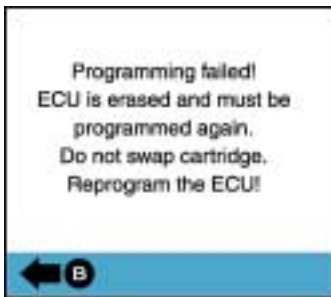 Programming failed!
ECU is erased and must be
programmed again.
Do not swap cartridge.
Reprogram the ECU!
B